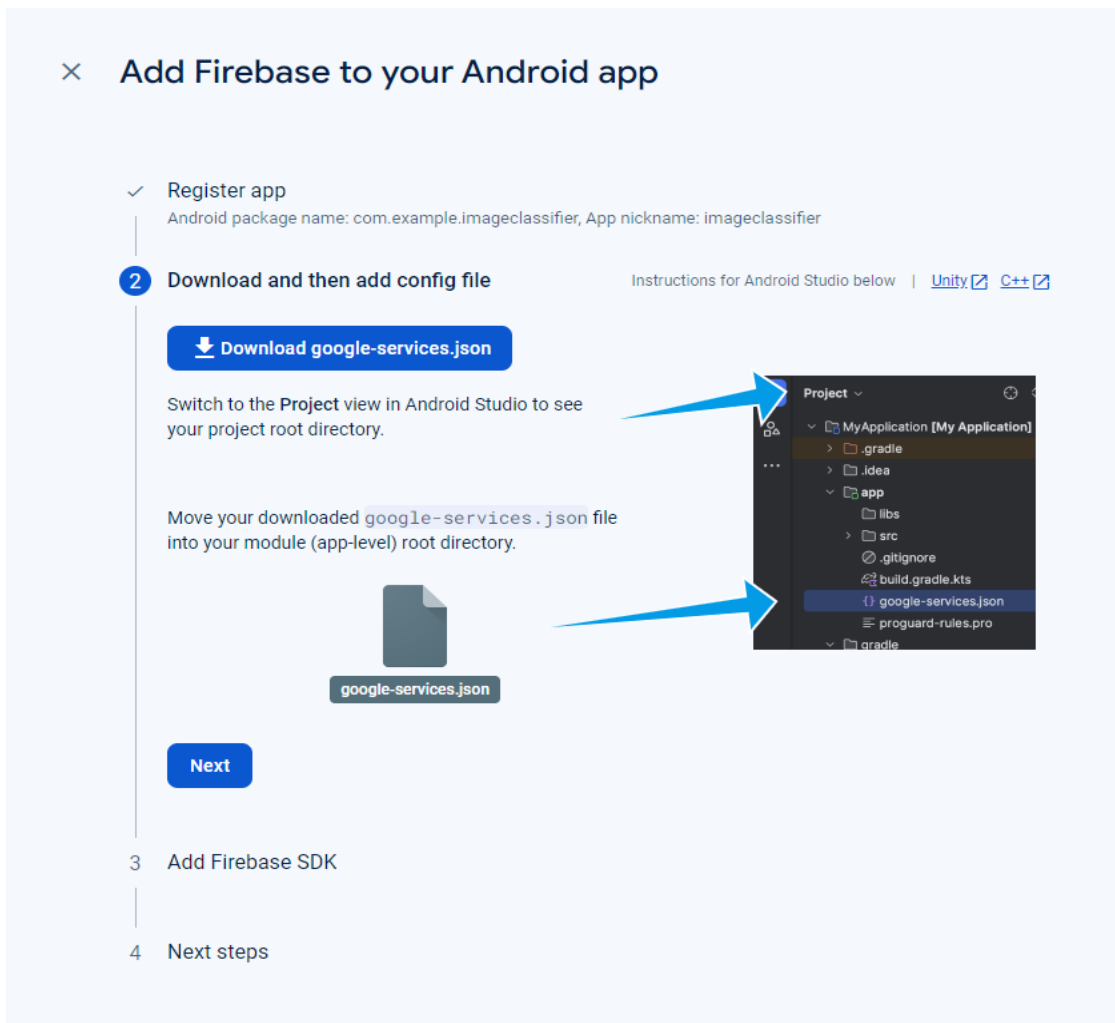 Add Firebase to your Android app
Register app
Android package name: com.example.imageclassifier, App nickname: imageclassifier
2 Download and then add config file
Instructions for Android Studio below | Unity C++
Download google-services.json
Switch to the Project view in Android Studio to see
your project root directory.
Move your downloaded google-services.json file
into your module (app-level) root directory.
google-services.json
Project
MyApplication [My Application]
.gradle
.idea
app
libs
src
.gitignore
build.gradle.kts
google-services.json
proguard-rules.pro
gradle
Next
3 Add Firebase SDK
4 Next steps